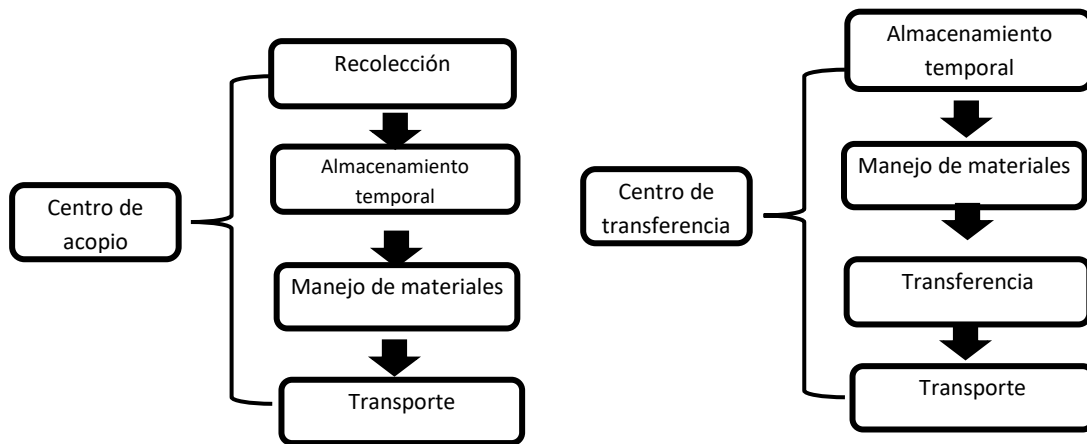 Centro de
acopio
Recolección
Almacenamiento
temporal
Manejo de materiales
Transporte
Centro de
transferencia
Almacenamiento
temporal
Manejo de materiales
Transferencia
Transporte